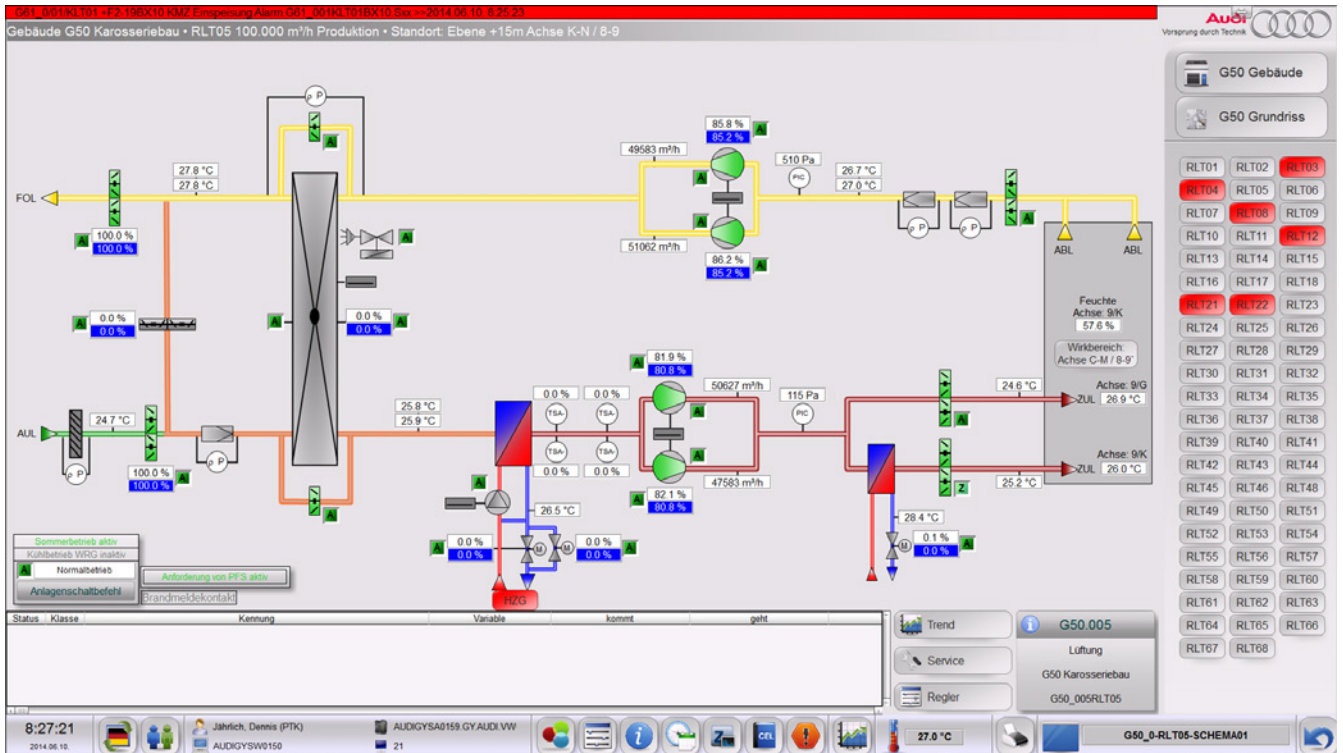 G61_0/01/KLT01 +F2-19BX10 KMZ Einspersung Alarm G61_001KLT01BX10.Sxx >>2014.06.10. 8:25:23
Gebäude G50 Karosseriebau • RLT05 100.000 m³/h Produktion • Standort: Ebene +15m Achse K-N / 8-9
Audi
Vorsprung durch Technik
G50 Gebäude
G50 Grundriss
RLT01 RLT02 RLT03
RLT04 RLT05 RLT06
RLT07 RLT08 RLT09
RLT10 RLT11 RLT12
RLT13 RLT14 RLT15
RLT16 RLT17 RLT18
RLT21 RLT22 RLT23
RLT24 RLT25 RLT26
RLT27 RLT28 RLT29
RLT30 RLT31 RLT32
RLT33 RLT34 RLT35
RLT36 RLT37 RLT38
RLT39 RLT40 RLT41
RLT42 RLT43 RLT44
RLT45 RLT46 RLT48
RLT49 RLT50 RLT51
RLT52 RLT53 RLT54
RLT55 RLT56 RLT57
RLT58 RLT59 RLT60
RLT61 RLT62 RLT63
RLT64 RLT65 RLT66
RLT67 RLT68
P
A
FOL
27.8 °C
27.8 °C
A
100.0 %
100.0 %
A
A
0.0 %
0.0 %
A
0.0 %
0.0 %
A
49583 m³/h
85.8 %
85.2 %
A
A
510 Pa
PIC
26.7 °C
27.0 °C
P
P
A
A
51062 m³/h
86.2 %
85.2 %
A
ABL
ABL
Feuchte
Achse: 9/K
57.6 %
Wirkbereich:
Achse C-M / 8-9`
AUL
24.7 °C
P
100.0 %
100.0 %
A
P
A
25.8 °C
25.9 °C
0.0 %
0.0 %
TSA-
TSA-
TSA-
TSA-
0.0 %
0.0 %
A
81.9 %
80.8 %
A
50627 m³/h
A
82.1 %
80.8 %
A
47583 m³/h
115 Pa
PIC
A
24.6 °C
Achse: 9/G
ZUL
26.9 °C
Z
25.2 °C
Achse: 9/K
ZUL
26.0 °C
A
26.5 °C
A
0.0 %
0.0 %
M
M
0.0 %
0.0 %
A
HZG
28.4 °C
M
0.1 %
0.0 %
A
Sommerbetrieb aktiv
Kühlbetrieb WRG inaktiv
A
Normalbetrieb
Anlagenschaltbefehl
Anforderung von PFS aktiv
Brandmeldekontakt
Status Klasse Kennung Variable kommt geht
Trend
Service
Regler
G50.005
Lüftung
G50 Karosseriebau
G50_005RLT05
8:27:21
2014.06.10.
Jährlich, Dennis (PTK)
AUDIGYSW0150
AUDIGYSA0159.GY.AUDI.VW
21
Z
CEL
27.0 °C
G50_0-RLT05-SCHEMA01